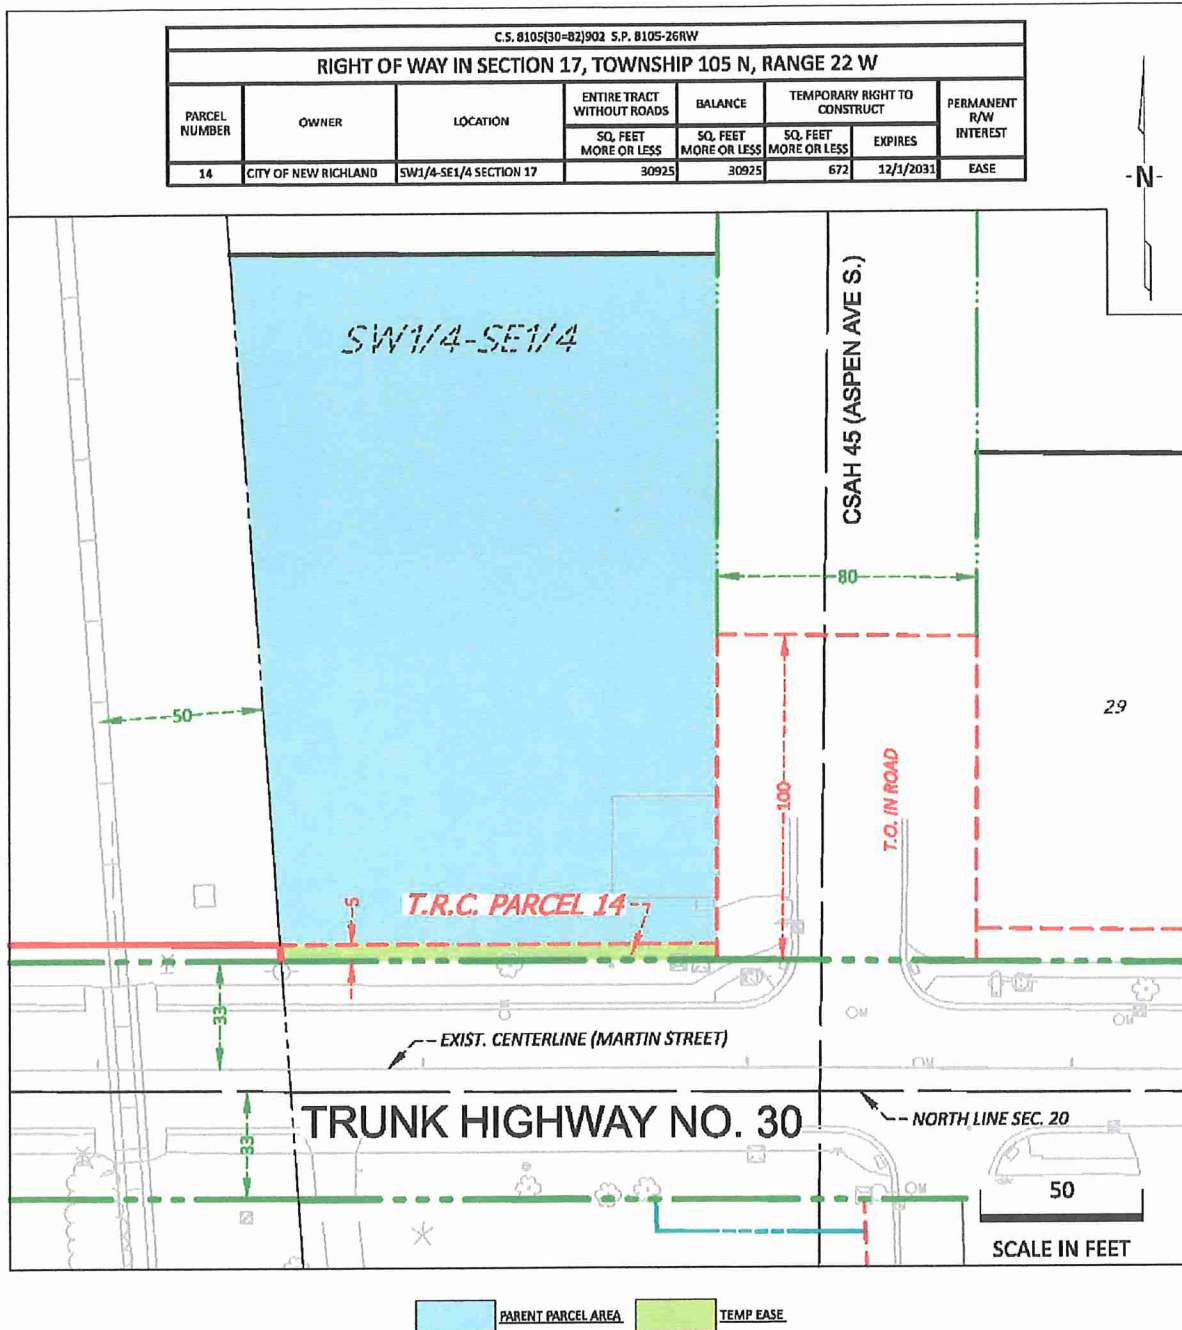 C.S. 8105(30=82)902 S.P. 8105-26RW
RIGHT OF WAY IN SECTION 17, TOWNSHIP 105 N, RANGE 22 W
PARCEL NUMBER
OWNER
LOCATION
ENTIRE TRACT WITHOUT ROADS
BALANCE
TEMPORARY RIGHT TO CONSTRUCT
PERMANENT R/W INTEREST
SQ. FEET MORE OR LESS
SQ. FEET MORE OR LESS
SQ. FEET MORE OR LESS
EXPIRES
14 CITY OF NEW RICHLAND SW1/4-SE1/4 SECTION 17 30925 30925 672 12/1/2031 EASE
-N-
SW1/4-SE1/4
CSAH 45 (ASPEN AVE S.)
80
50
29
100
T.O. IN ROAD
T.R.C. PARCEL 14
5
33
EXIST. CENTERLINE (MARTIN STREET)
TRUNK HIGHWAY NO. 30
NORTH LINE SEC. 20
33
50
SCALE IN FEET
PARENT PARCEL AREA
TEMP EASE